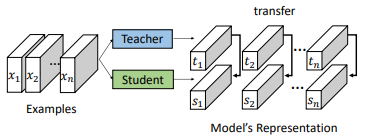 transfer
Teacher
Student
x₁ x₂ ... xₙ
t₁ t₂ ... tₙ
s₁ s₂ ... sₙ
Examples
Model's Representation